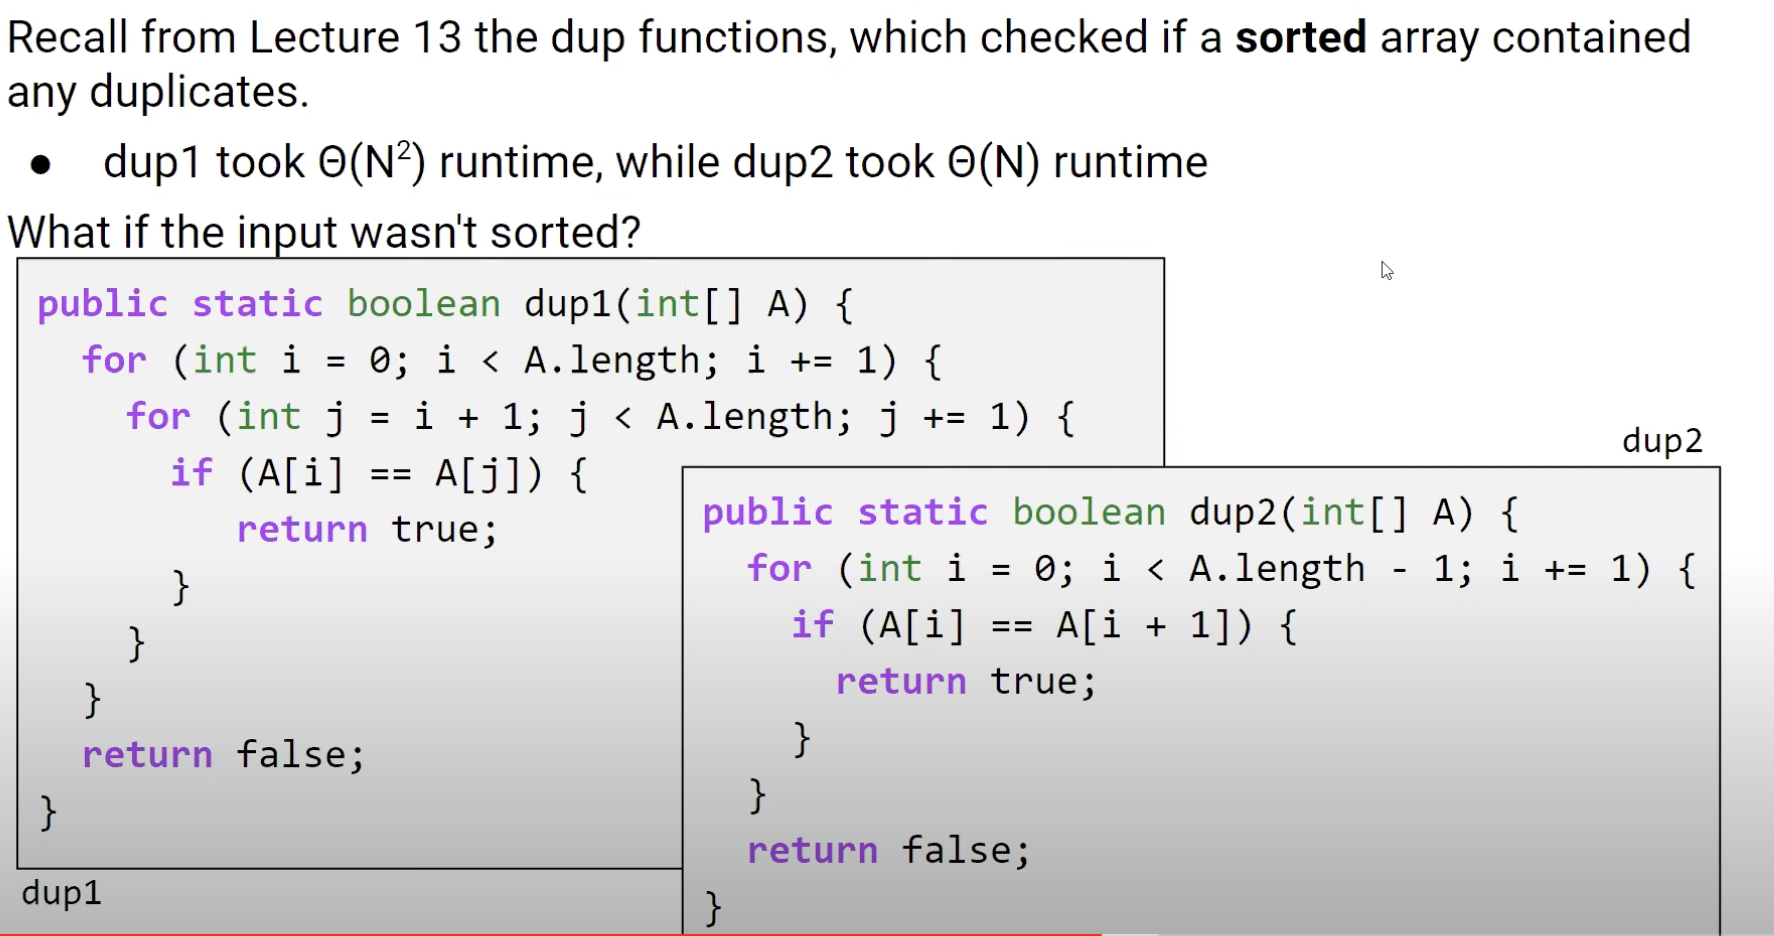 Recall from Lecture 13 the dup functions, which checked if a sorted array contained
any duplicates.
● dup1 took Θ(N²) runtime, while dup2 took Θ(N) runtime
What if the input wasn't sorted?
public static boolean dup1(int[] A) {
  for (int i = 0; i < A.length; i += 1) {
    for (int j = i + 1; j < A.length; j += 1) {
      if (A[i] == A[j]) {
         return true;
      }
    }
  }
  return false;
}
dup1
dup2
public static boolean dup2(int[] A) {
  for (int i = 0; i < A.length - 1; i += 1) {
    if (A[i] == A[i + 1]) {
      return true;
    }
  }
  return false;
}